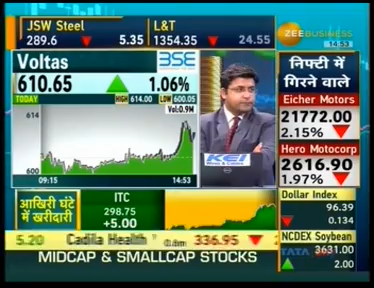 JSW Steel
289.6 5.35
L&T
1354.35 24.55
ZEE BUSINESS
14:53
Voltas
BSE
610.65 1.06%
TODAY HIGH 614.00 LOW 600.05
Vol:0.9M
614
600
09:15 14:53
KEI
Wires & Cables
निफ्टी में
गिरने वाले
Eicher Motors
21772.00
2.15%
Hero Motocorp
2616.90
1.97%
Dollar Index
96.39
0.134
NCDEX Soybean
3631.00
2.00
TATA
आखिरी घंटे
में खरीदारी
ITC
298.75
+5.00
5.20 Cadila Health 336.95
MIDCAP & SMALLCAP STOCKS